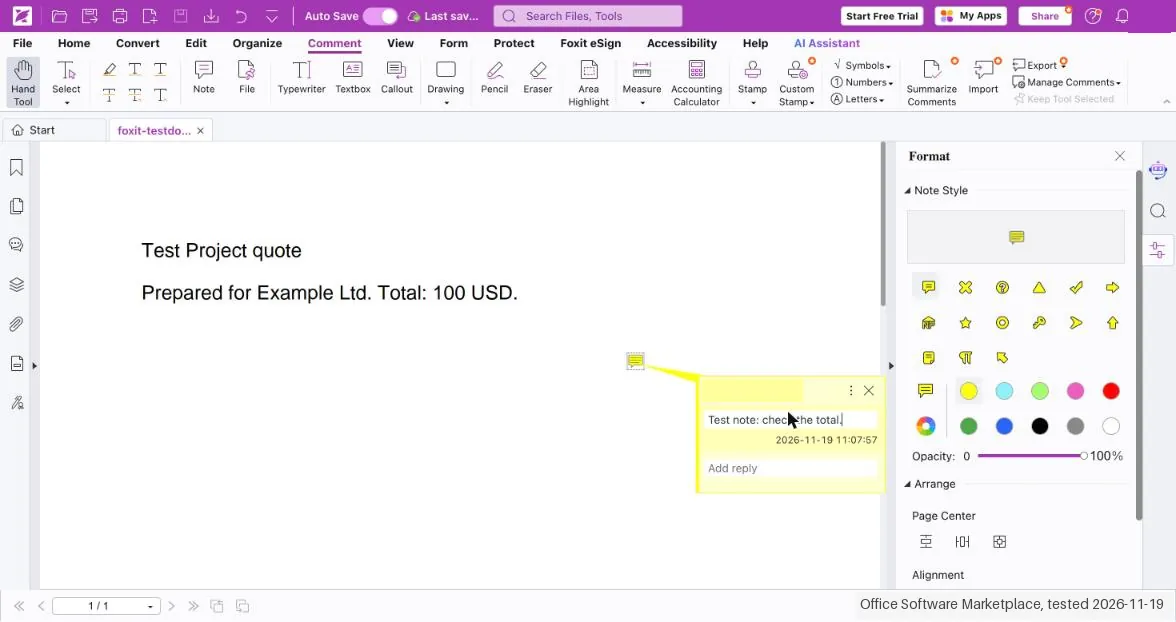 Auto Save
Last sav...
Search Files, Tools
Start Free Trial
My Apps
Share
File Home Convert Edit Organize Comment View Form Protect Foxit eSign Accessibility Help AI Assistant
Hand Tool
Select
Note
File
Typewriter
Textbox
Callout
Drawing
Pencil
Eraser
Area Highlight
Measure
Accounting Calculator
Stamp
Custom Stamp
Symbols
Numbers
Letters
Summarize Comments
Import
Export
Manage Comments
Keep Tool Selected
Start
foxit-testdo...
Test Project quote
Prepared for Example Ltd. Total: 100 USD.
Test note: check the total.
2026-11-19 11:07:57
Add reply
Format
Note Style
Opacity: 0 100%
Arrange
Page Center
Alignment
1 / 1
Office Software Marketplace, tested 2026-11-19